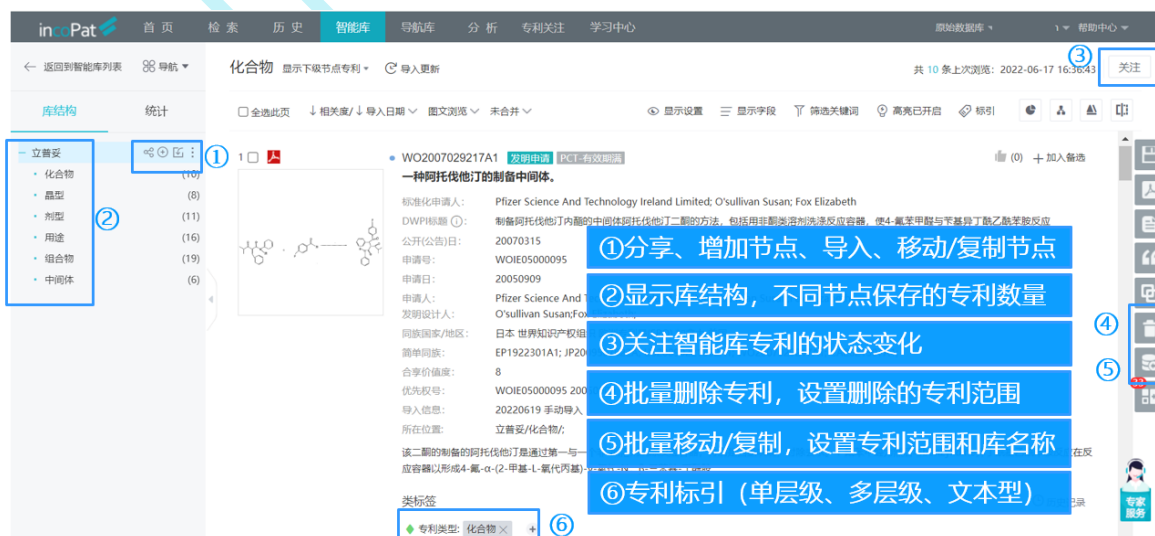 incoPat 首 页 检 索 历 史 智能库 导航库 分 析 专利关注 学习中心 原始数据库 帮助中心
← 返回到智能库列表 导航 化合物 显示下级节点专利 导入更新 共 10 条上次浏览：2022-06-17 16:36:43 ③ 关注
库结构 统计 全选此页 ↓相关度/↓导入日期 图文浏览 未合并 显示设置 显示字段 筛选关键词 高亮已开启 标引
立普妥 ① 1 WO2007029217A1 发明申请 PCT-有效期满 (0) 加入备选
化合物 (10) 一种阿托伐他汀的制备中间体。
晶型 (8) 标准化申请人： Pfizer Science And Technology Ireland Limited; O'sullivan Susan; Fox Elizabeth
剂型 (11) ② DWPI标题 ： 制备阿托伐他汀内酯的中间体阿托伐他汀二酮的方法，包括用非酮类溶剂洗涤反应容器，使4-氟苯甲醛与苄基异丁酰乙酰苯胺反应
用途 (16) 公开(公告)日： 20070315
组合物 (19) 申请号： WOIE05000095
中间体 (6) 申请日： 20050909
①分享、增加节点、导入、移动/复制节点
申请人： Pfizer Science And
发明设计人： O'sullivan Susan;Fox
②显示库结构，不同节点保存的专利数量
同族国家/地区： 日本 世界知识产权组
简单同族： EP1922301A1; JP20
③关注智能库专利的状态变化
合享价值度： 8
④批量删除专利，设置删除的专利范围 ④
优先权号： WOIE05000095 200
导入信息： 20220619 手动导入
⑤批量移动/复制，设置专利范围和库名称 ⑤
所在位置： 立普妥/化合物/;
该二酮的制备的阿托伐他汀是通过第一与一 在反
应容器以形成4-氟-α-(2-甲基-L-氧代丙基)
⑥专利标引（单层级、多层级、文本型）
类标签 记录
专利类型: 化合物 × + ⑥
专家
服务